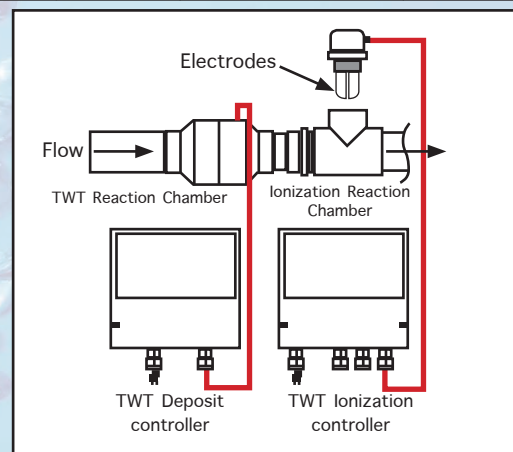 Electrodes
Flow
TWT Reaction Chamber
Ionization Reaction
Chamber
TWT Deposit
controller
TWT Ionization
controller